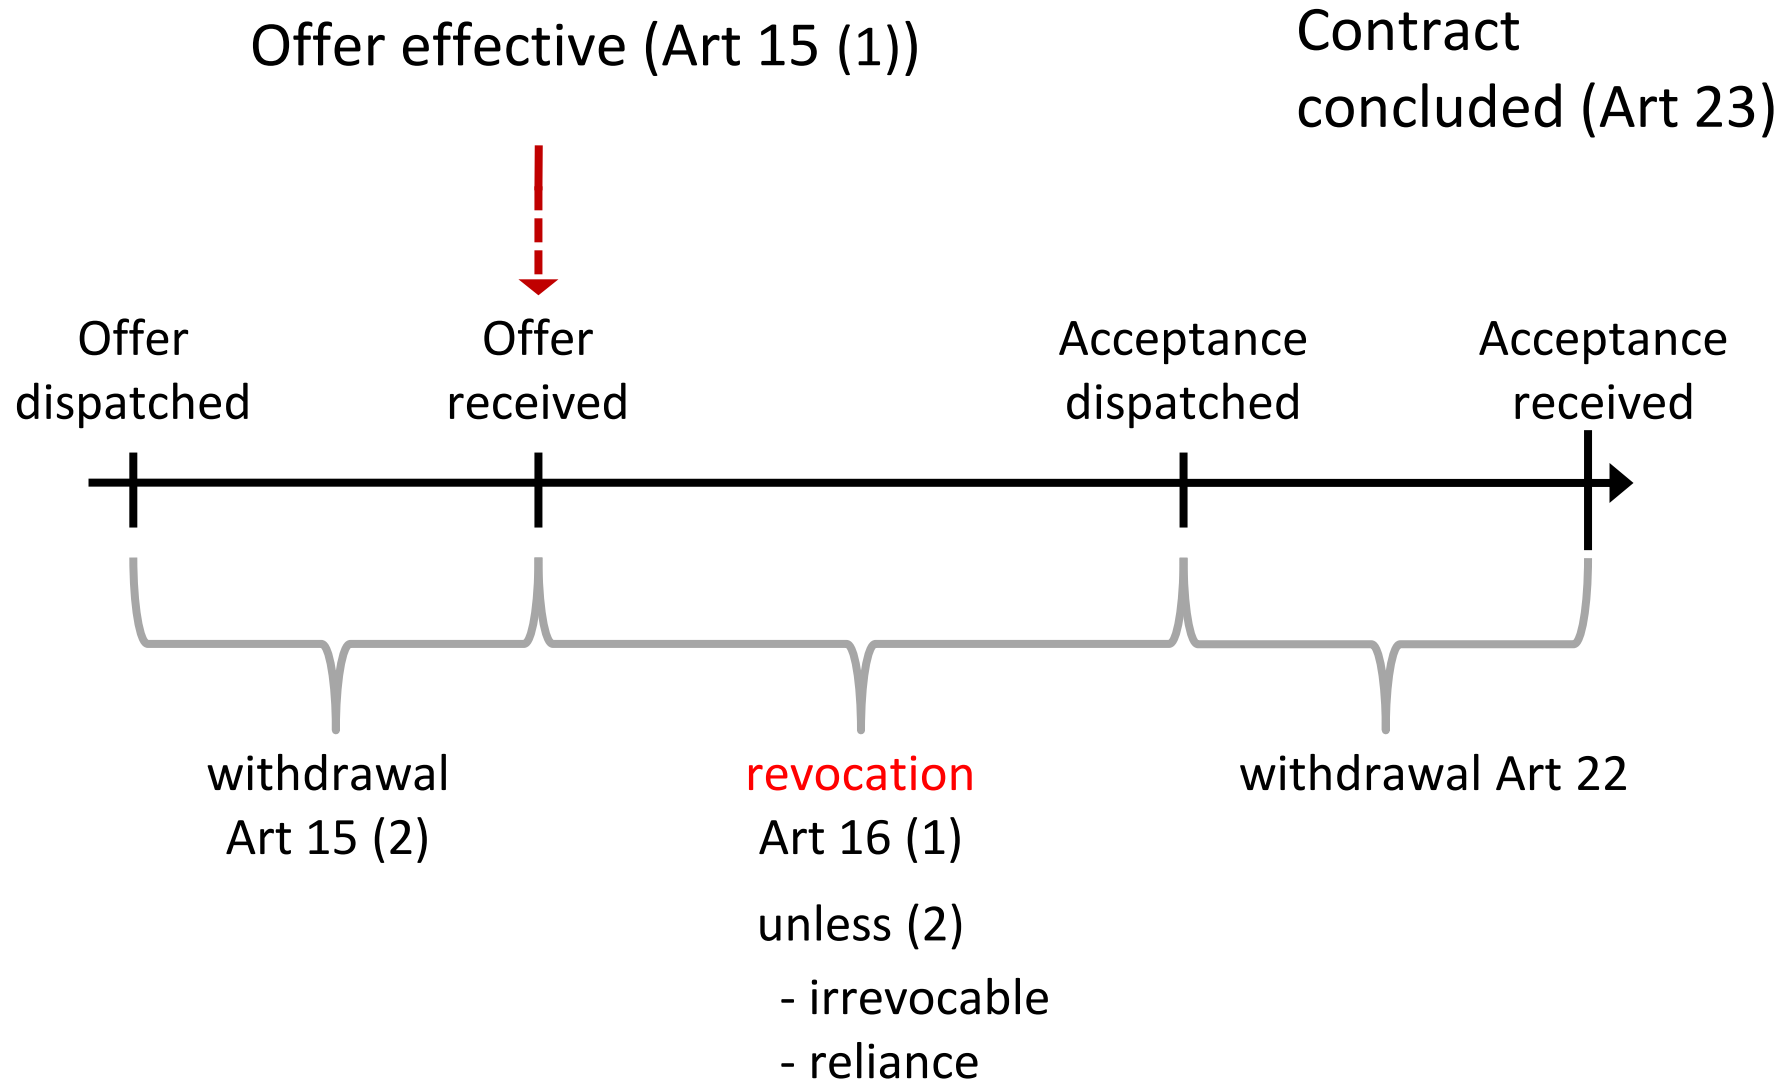 Offer effective (Art 15 (1))
Contract
concluded (Art 23)
Offer
dispatched
Offer
received
Acceptance
dispatched
Acceptance
received
withdrawal
Art 15 (2)
revocation
Art 16 (1)
unless (2)
- irrevocable
- reliance
withdrawal Art 22